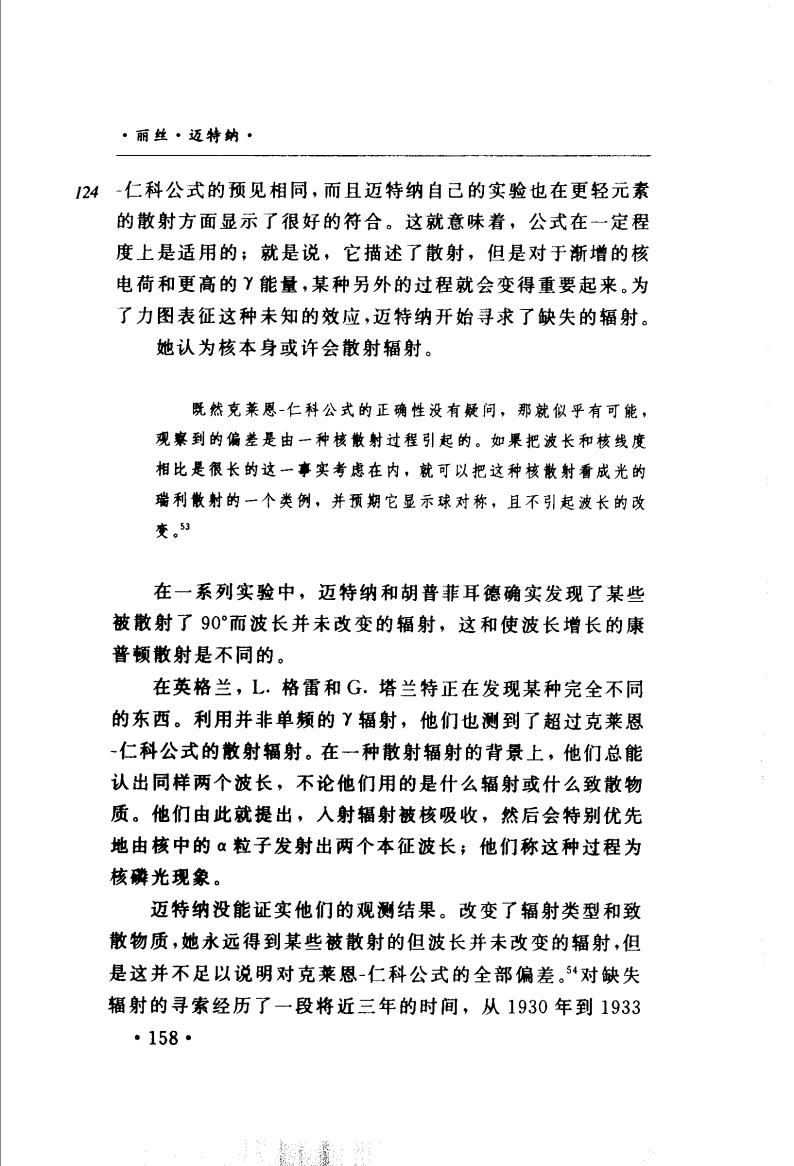 ·丽丝·迈特纳·
124 -仁科公式的预见相同，而且迈特纳自己的实验也在更轻元素
的散射方面显示了很好的符合。这就意味着，公式在一定程
度上是适用的；就是说，它描述了散射，但是对于渐增的核
电荷和更高的γ能量，某种另外的过程就会变得重要起来。为
了力图表征这种未知的效应，迈特纳开始寻求了缺失的辐射。
她认为核本身或许会散射辐射。
既然克莱恩-仁科公式的正确性没有疑问，那就似乎有可能，
观察到的偏差是由一种核散射过程引起的。如果把波长和核线度
相比是很长的这一事实考虑在内，就可以把这种核散射看成光的
瑞利散射的一个类例，并预期它显示球对称，且不引起波长的改
变。53
在一系列实验中，迈特纳和胡普菲耳德确实发现了某些
被散射了90°而波长并未改变的辐射，这和使波长增长的康
普顿散射是不同的。
在英格兰，L. 格雷和G. 塔兰特正在发现某种完全不同
的东西。利用并非单频的γ辐射，他们也测到了超过克莱恩
-仁科公式的散射辐射。在一种散射辐射的背景上，他们总能
认出同样两个波长，不论他们用的是什么辐射或什么致散物
质。他们由此就提出，入射辐射被核吸收，然后会特别优先
地由核中的α粒子发射出两个本征波长；他们称这种过程为
核磷光现象。
迈特纳没能证实他们的观测结果。改变了辐射类型和致
散物质，她永远得到某些被散射的但波长并未改变的辐射，但
是这并不足以说明对克莱恩-仁科公式的全部偏差。54对缺失
辐射的寻索经历了一段将近三年的时间，从1930年到1933
·158·